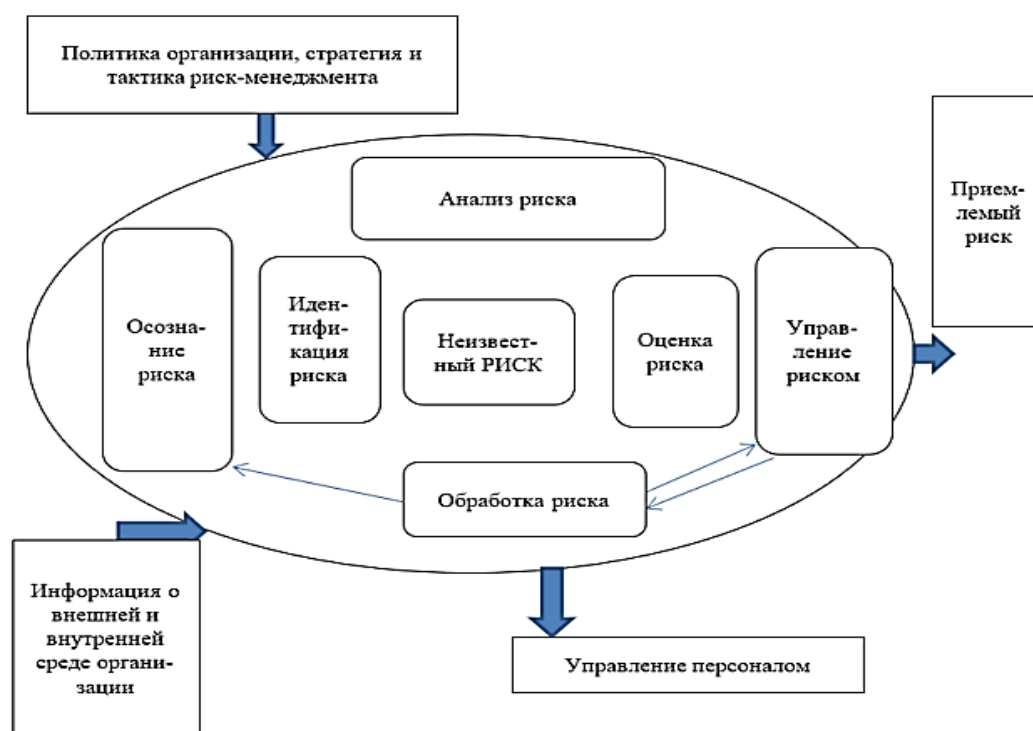 Политика организации, стратегия и
тактика риск-менеджмента
Прием-
лемый
риск
Анализ риска
Осозна-
ние
риска
Иден-
тифи-
кация
риска
Неизвест-
ный РИСК
Оценка
риска
Управ-
ление
риском
Обработка риска
Информация о
внешней и
внутренней
среде органи-
зации
Управление персоналом